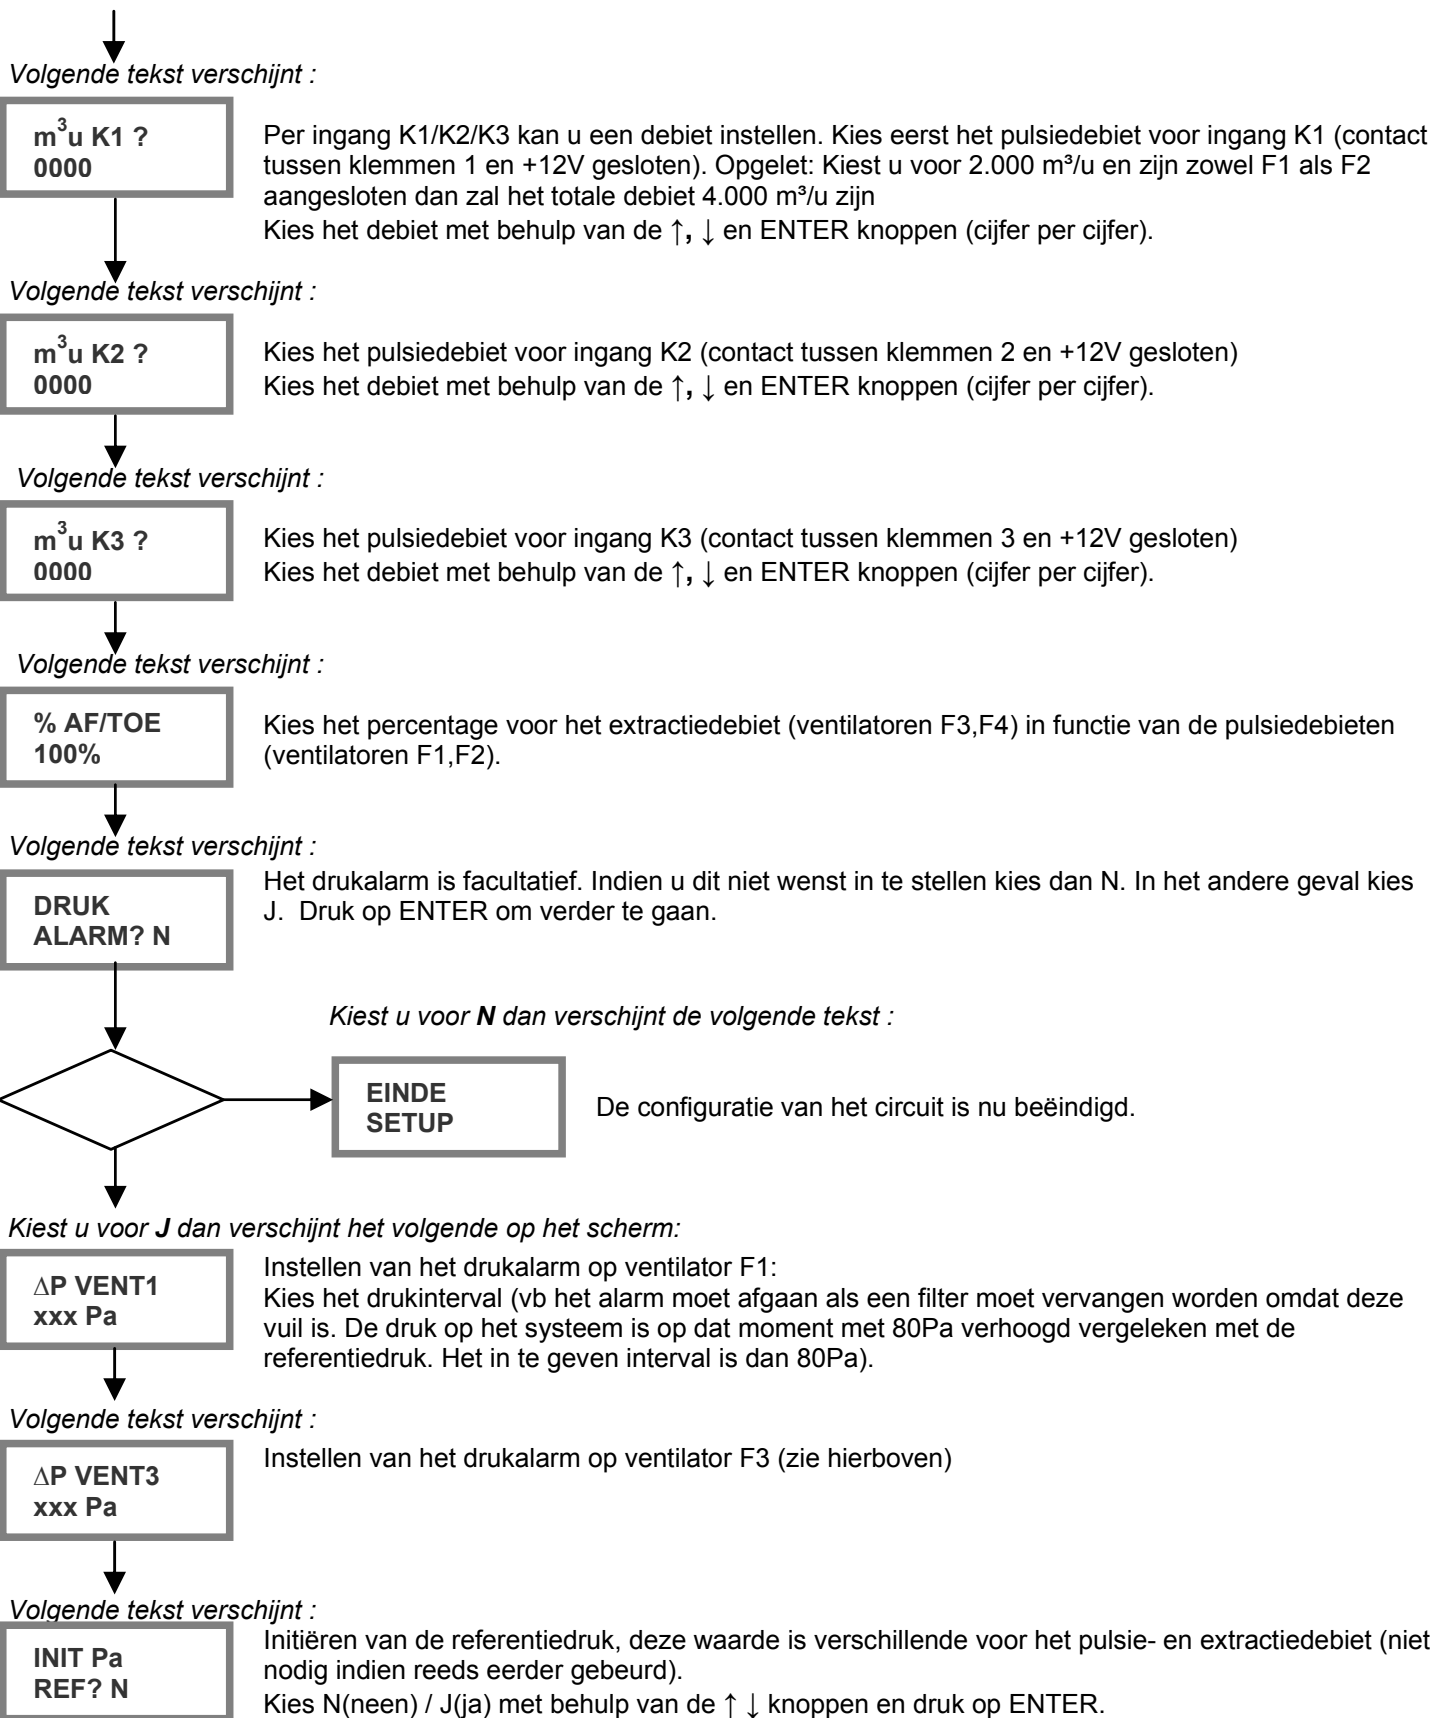 Volgende tekst verschijnt :
m³u K1 ?
0000
Per ingang K1/K2/K3 kan u een debiet instellen. Kies eerst het pulsiedebiet voor ingang K1 (contact
tussen klemmen 1 en +12V gesloten). Opgelet: Kiest u voor 2.000 m³/u en zijn zowel F1 als F2
aangesloten dan zal het totale debiet 4.000 m³/u zijn
Kies het debiet met behulp van de ↑, ↓ en ENTER knoppen (cijfer per cijfer).
Volgende tekst verschijnt :
m³u K2 ?
0000
Kies het pulsiedebiet voor ingang K2 (contact tussen klemmen 2 en +12V gesloten)
Kies het debiet met behulp van de ↑, ↓ en ENTER knoppen (cijfer per cijfer).
Volgende tekst verschijnt :
m³u K3 ?
0000
Kies het pulsiedebiet voor ingang K3 (contact tussen klemmen 3 en +12V gesloten)
Kies het debiet met behulp van de ↑, ↓ en ENTER knoppen (cijfer per cijfer).
Volgende tekst verschijnt :
% AF/TOE
100%
Kies het percentage voor het extractiedebiet (ventilatoren F3,F4) in functie van de pulsiedebieten
(ventilatoren F1,F2).
Volgende tekst verschijnt :
DRUK
ALARM? N
Het drukalarm is facultatief. Indien u dit niet wenst in te stellen kies dan N. In het andere geval kies
J. Druk op ENTER om verder te gaan.
Kiest u voor N dan verschijnt de volgende tekst :
EINDE
SETUP
De configuratie van het circuit is nu beëindigd.
Kiest u voor J dan verschijnt het volgende op het scherm:
∆P VENT1
xxx Pa
Instellen van het drukalarm op ventilator F1:
Kies het drukinterval (vb het alarm moet afgaan als een filter moet vervangen worden omdat deze
vuil is. De druk op het systeem is op dat moment met 80Pa verhoogd vergeleken met de
referentiedruk. Het in te geven interval is dan 80Pa).
Volgende tekst verschijnt :
∆P VENT3
xxx Pa
Instellen van het drukalarm op ventilator F3 (zie hierboven)
Volgende tekst verschijnt :
INIT Pa
REF? N
Initiëren van de referentiedruk, deze waarde is verschillende voor het pulsie- en extractiedebiet (niet
nodig indien reeds eerder gebeurd).
Kies N(neen) / J(ja) met behulp van de ↑ ↓ knoppen en druk op ENTER.